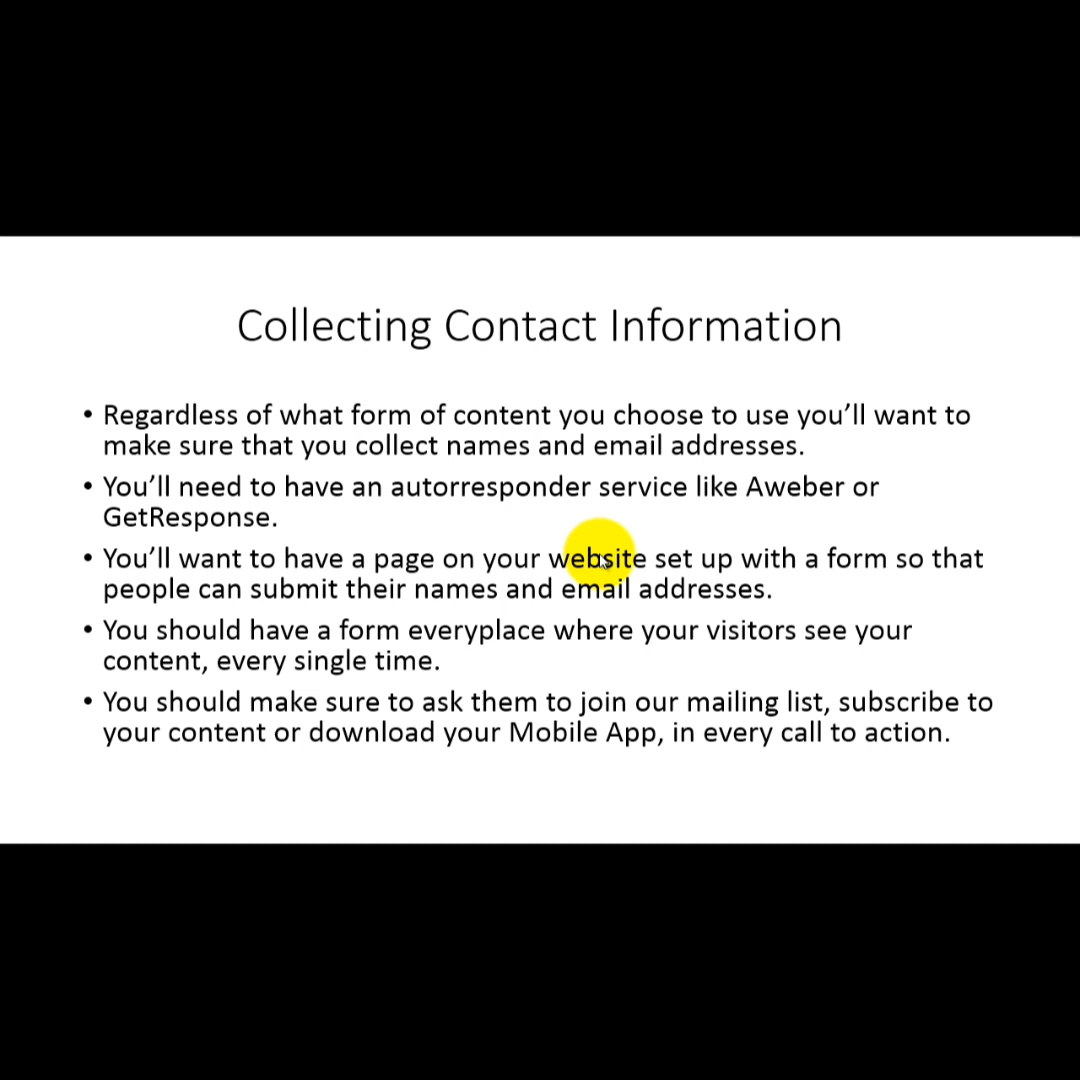 Collecting Contact Information
• Regardless of what form of content you choose to use you’ll want to
make sure that you collect names and email addresses.
• You’ll need to have an autorresponder service like Aweber or
GetResponse.
• You’ll want to have a page on your website set up with a form so that
people can submit their names and email addresses.
• You should have a form everyplace where your visitors see your
content, every single time.
• You should make sure to ask them to join our mailing list, subscribe to
your content or download your Mobile App, in every call to action.